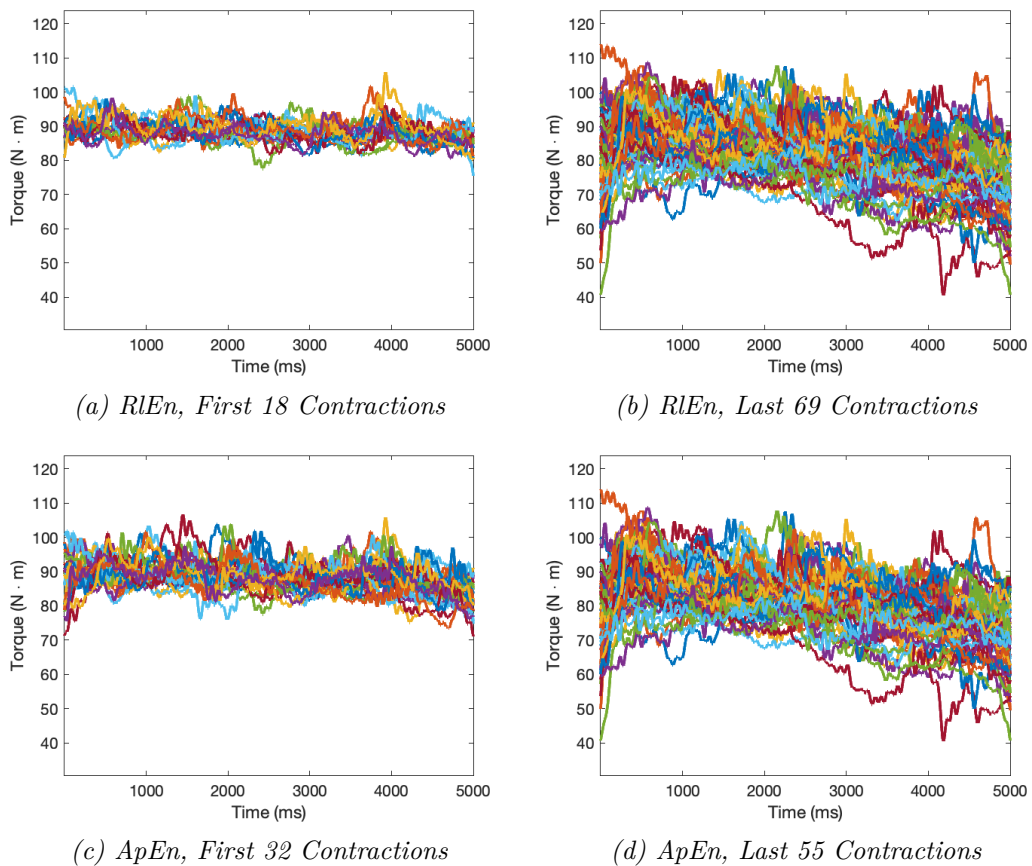 120
100
90
80
70
60
50
40
Torque (N · m)
1000 2000 3000 4000 5000
Time (ms)
(a) RlEn, First 18 Contractions
120
110
100
90
80
70
60
50
40
Torque (N · m)
1000 2000 3000 4000 5000
Time (ms)
(b) RlEn, Last 69 Contractions
120
110
100
90
80
70
60
50
40
Torque (N · m)
1000 2000 3000 4000 5000
Time (ms)
(c) ApEn, First 32 Contractions
120
110
100
90
80
70
60
50
40
Torque (N · m)
1000 2000 3000 4000 5000
Time (ms)
(d) ApEn, Last 55 Contractions